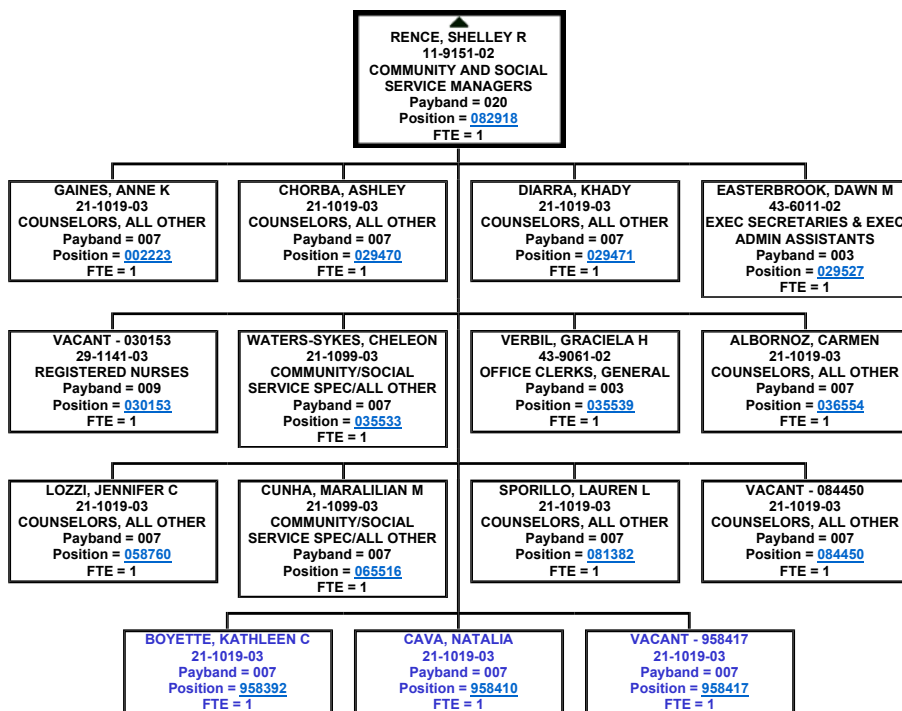 RENCE, SHELLEY R
11-9151-02
COMMUNITY AND SOCIAL
SERVICE MANAGERS
Payband = 020
Position = 082918
FTE = 1
GAINES, ANNE K
21-1019-03
COUNSELORS, ALL OTHER
Payband = 007
Position = 002223
FTE = 1
CHORBA, ASHLEY
21-1019-03
COUNSELORS, ALL OTHER
Payband = 007
Position = 029470
FTE = 1
DIARRA, KHADY
21-1019-03
COUNSELORS, ALL OTHER
Payband = 007
Position = 029471
FTE = 1
EASTERBROOK, DAWN M
43-6011-02
EXEC SECRETARIES & EXEC
ADMIN ASSISTANTS
Payband = 003
Position = 029527
FTE = 1
VACANT - 030153
29-1141-03
REGISTERED NURSES
Payband = 009
Position = 030153
FTE = 1
WATERS-SYKES, CHELEON
21-1099-03
COMMUNITY/SOCIAL
SERVICE SPEC/ALL OTHER
Payband = 007
Position = 035533
FTE = 1
VERBIL, GRACIELA H
43-9061-02
OFFICE CLERKS, GENERAL
Payband = 003
Position = 035539
FTE = 1
ALBORNOZ, CARMEN
21-1019-03
COUNSELORS, ALL OTHER
Payband = 007
Position = 036554
FTE = 1
LOZZI, JENNIFER C
21-1019-03
COUNSELORS, ALL OTHER
Payband = 007
Position = 058760
FTE = 1
CUNHA, MARALILIAN M
21-1099-03
COMMUNITY/SOCIAL
SERVICE SPEC/ALL OTHER
Payband = 007
Position = 065516
FTE = 1
SPORILLO, LAUREN L
21-1019-03
COUNSELORS, ALL OTHER
Payband = 007
Position = 081382
FTE = 1
VACANT - 084450
21-1019-03
COUNSELORS, ALL OTHER
Payband = 007
Position = 084450
FTE = 1
BOYETTE, KATHLEEN C
21-1019-03
Payband = 007
Position = 958392
FTE = 1
CAVA, NATALIA
21-1019-03
Payband = 007
Position = 958410
FTE = 1
VACANT - 958417
21-1019-03
Payband = 007
Position = 958417
FTE = 1